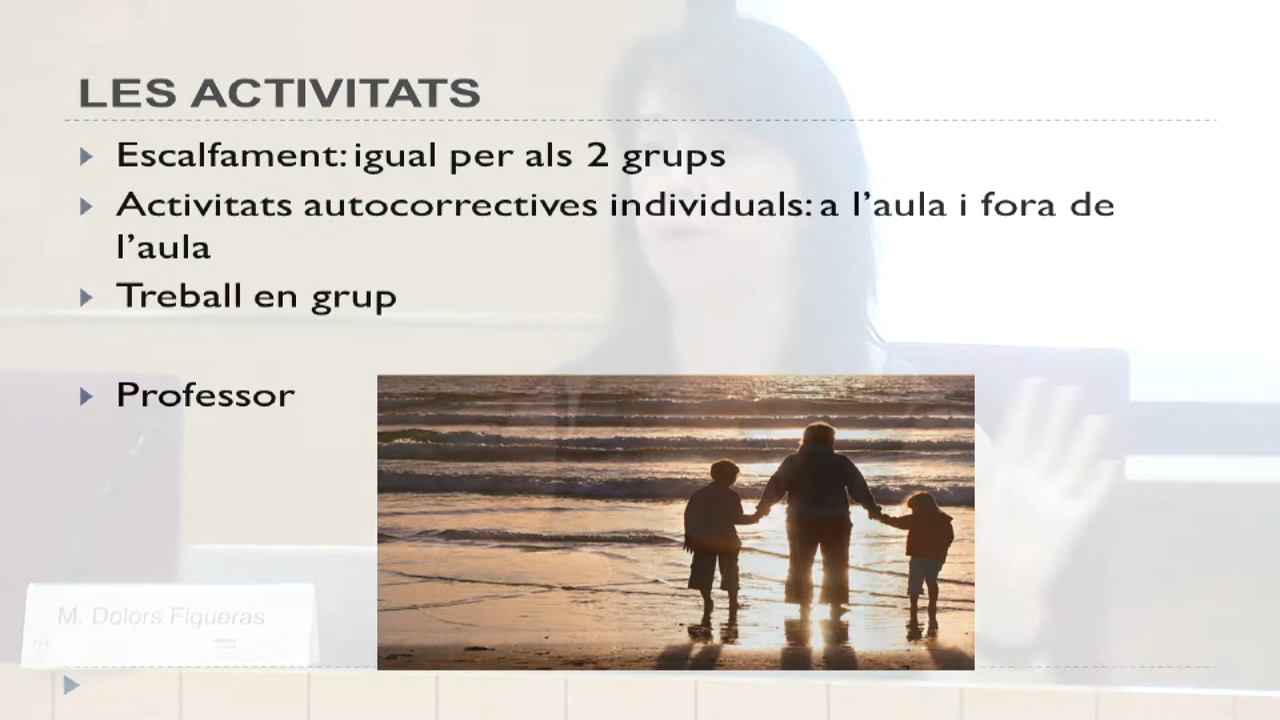 LES ACTIVITATS
Escalfament: igual per als 2 grups
Activitats autocorrectives individuals: a l’aula i fora de
l’aula
Treball en grup
Professor
M. Dolors Figueras